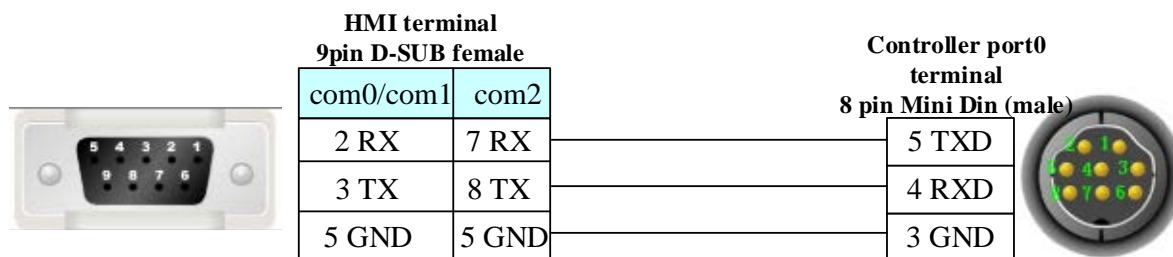 HMI terminal
9pin D-SUB female
com0/com1 com2
2 RX 7 RX
3 TX 8 TX
5 GND 5 GND
Controller port0
terminal
8 pin Mini Din (male)
5 TXD
4 RXD
3 GND
5 4 3 2 1
9 8 7 6
2 1
4 3
8 7 6